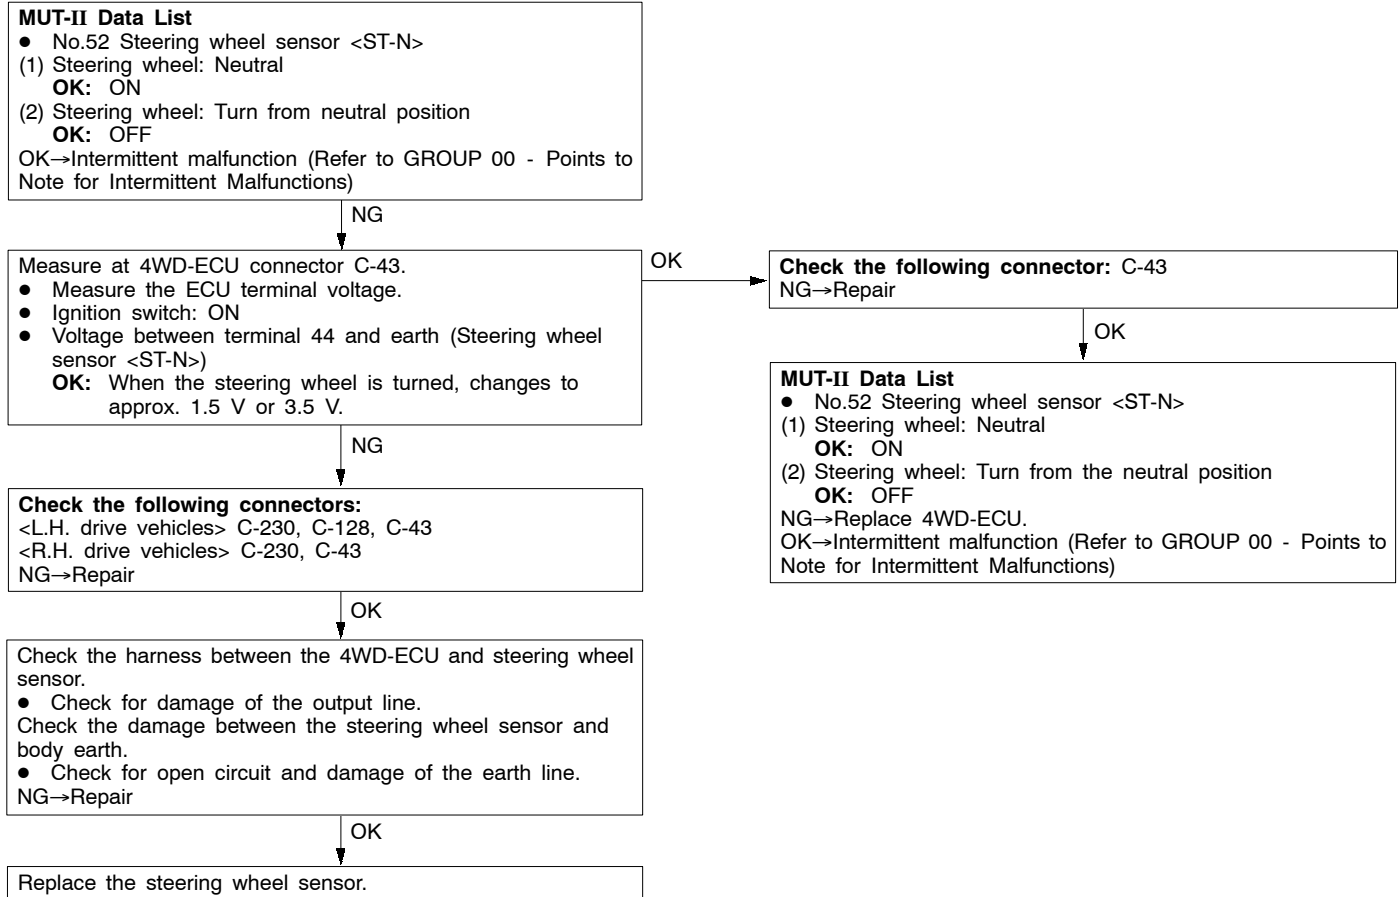 MUT-II Data List
● No.52 Steering wheel sensor <ST-N>
(1) Steering wheel: Neutral
OK: ON
(2) Steering wheel: Turn from neutral position
OK: OFF
OK→Intermittent malfunction (Refer to GROUP 00 - Points to
Note for Intermittent Malfunctions)
NG
Measure at 4WD-ECU connector C-43.
● Measure the ECU terminal voltage.
● Ignition switch: ON
● Voltage between terminal 44 and earth (Steering wheel
sensor <ST-N>)
OK: When the steering wheel is turned, changes to
approx. 1.5 V or 3.5 V.
OK
Check the following connector: C-43
NG→Repair
OK
MUT-II Data List
● No.52 Steering wheel sensor <ST-N>
(1) Steering wheel: Neutral
OK: ON
(2) Steering wheel: Turn from the neutral position
OK: OFF
NG→Replace 4WD-ECU.
OK→Intermittent malfunction (Refer to GROUP 00 - Points to
Note for Intermittent Malfunctions)
NG
Check the following connectors:
<L.H. drive vehicles> C-230, C-128, C-43
<R.H. drive vehicles> C-230, C-43
NG→Repair
OK
Check the harness between the 4WD-ECU and steering wheel
sensor.
● Check for damage of the output line.
Check the damage between the steering wheel sensor and
body earth.
● Check for open circuit and damage of the earth line.
NG→Repair
OK
Replace the steering wheel sensor.